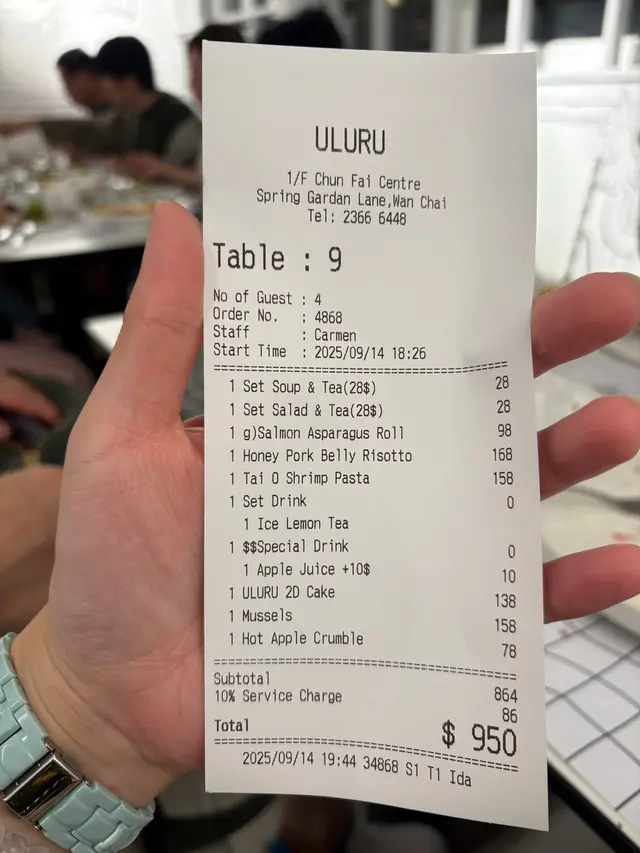 ULURU
1/F Chun Fai Centre
Spring Gardan Lane,Wan Chai
Tel: 2366 6448
Table : 9
No of Guest : 4
Order No. : 4868
Staff : Carmen
Start Time : 2025/09/14 18:26
1 Set Soup & Tea(28$) 28
1 Set Salad & Tea(28$) 28
1 g)Salmon Asparagus Roll 98
1 Honey Pork Belly Risotto 168
1 Tai O Shrimp Pasta 158
1 Set Drink 0
1 Ice Lemon Tea
1 $$Special Drink 0
1 Apple Juice +10$ 10
1 ULURU 2D Cake 138
1 Mussels 158
1 Hot Apple Crumble 78
Subtotal 864
10% Service Charge 86
Total $ 950
2025/09/14 19:44 34868 S1 T1 Ida